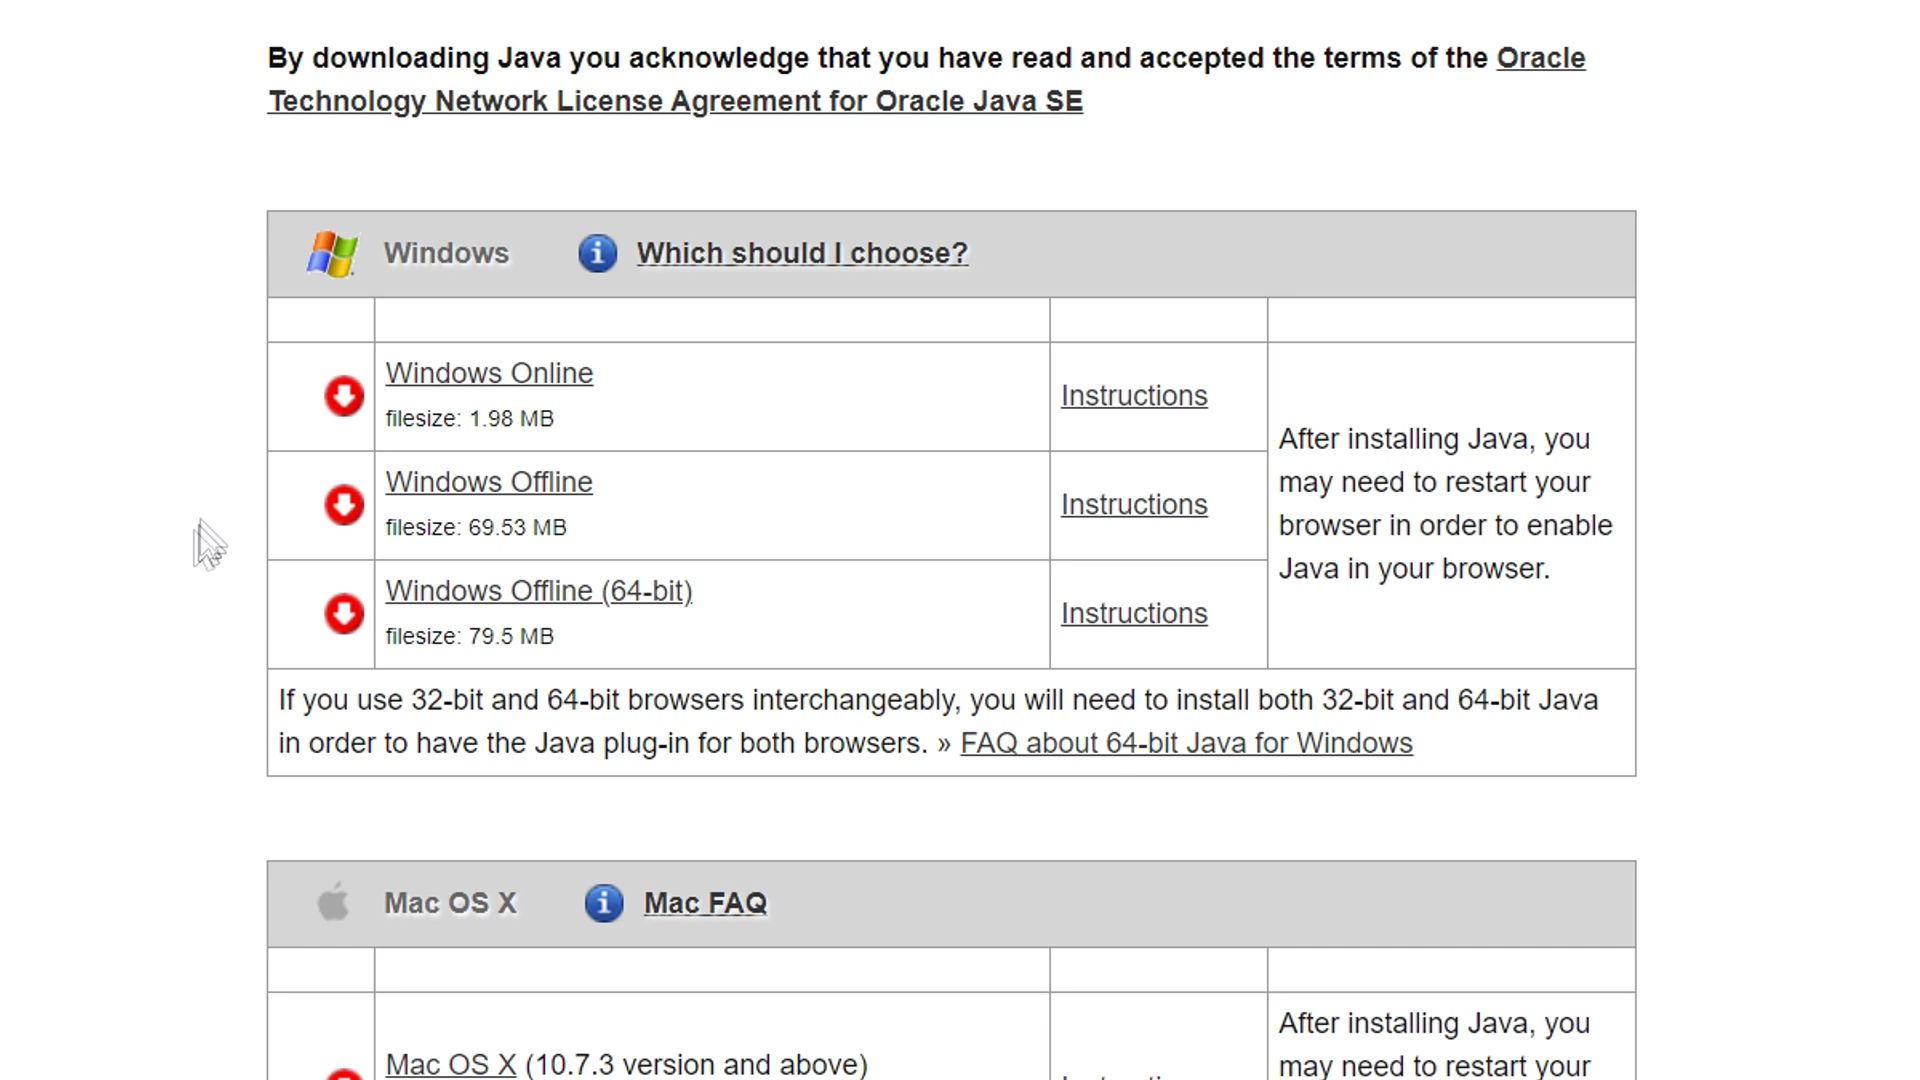 By downloading Java you acknowledge that you have read and accepted the terms of the Oracle
Technology Network License Agreement for Oracle Java SE
Windows Which should I choose?
Windows Online
filesize: 1.98 MB
Instructions
Windows Offline
filesize: 69.53 MB
Instructions
Windows Offline (64-bit)
filesize: 79.5 MB
Instructions
After installing Java, you
may need to restart your
browser in order to enable
Java in your browser.
If you use 32-bit and 64-bit browsers interchangeably, you will need to install both 32-bit and 64-bit Java
in order to have the Java plug-in for both browsers. » FAQ about 64-bit Java for Windows
Mac OS X Mac FAQ
Mac OS X (10.7.3 version and above)
After installing Java, you
may need to restart your